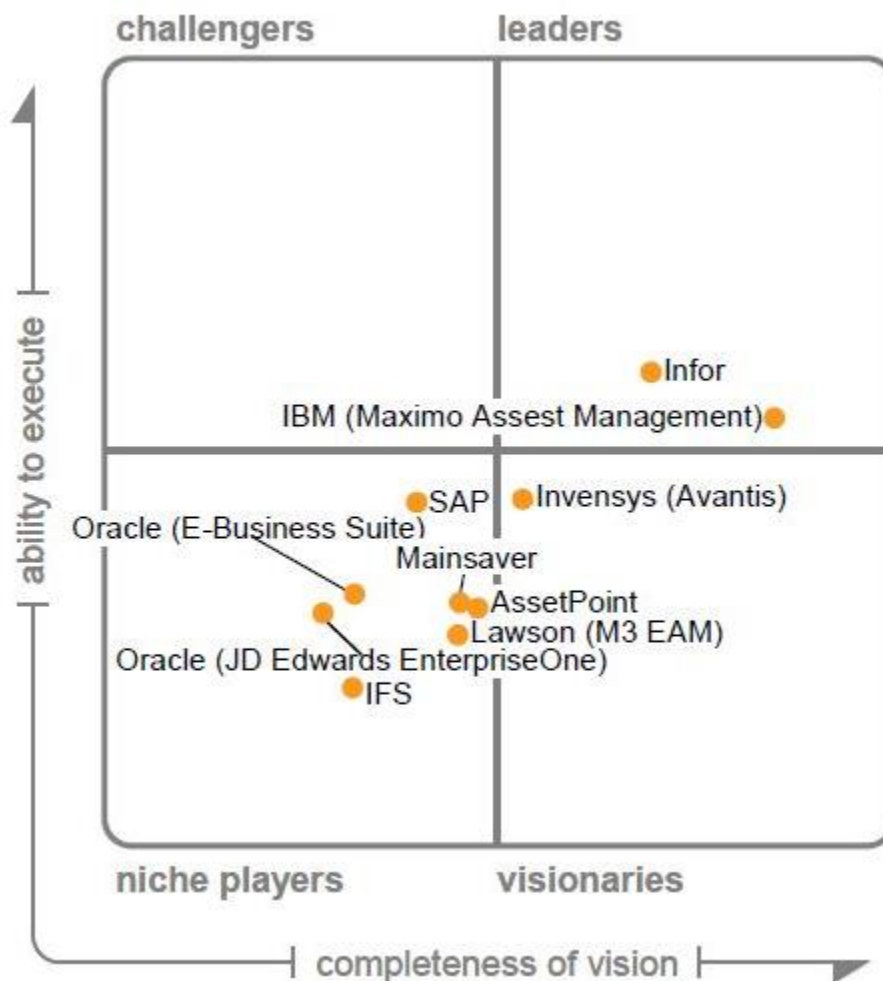 challengers
leaders
ability to execute
Infor
IBM (Maximo Assest Management)
SAP
Invensys (Avantis)
Oracle (E-Business Suite)
Mainsaver
AssetPoint
Lawson (M3 EAM)
Oracle (JD Edwards EnterpriseOne)
IFS
niche players
visionaries
completeness of vision